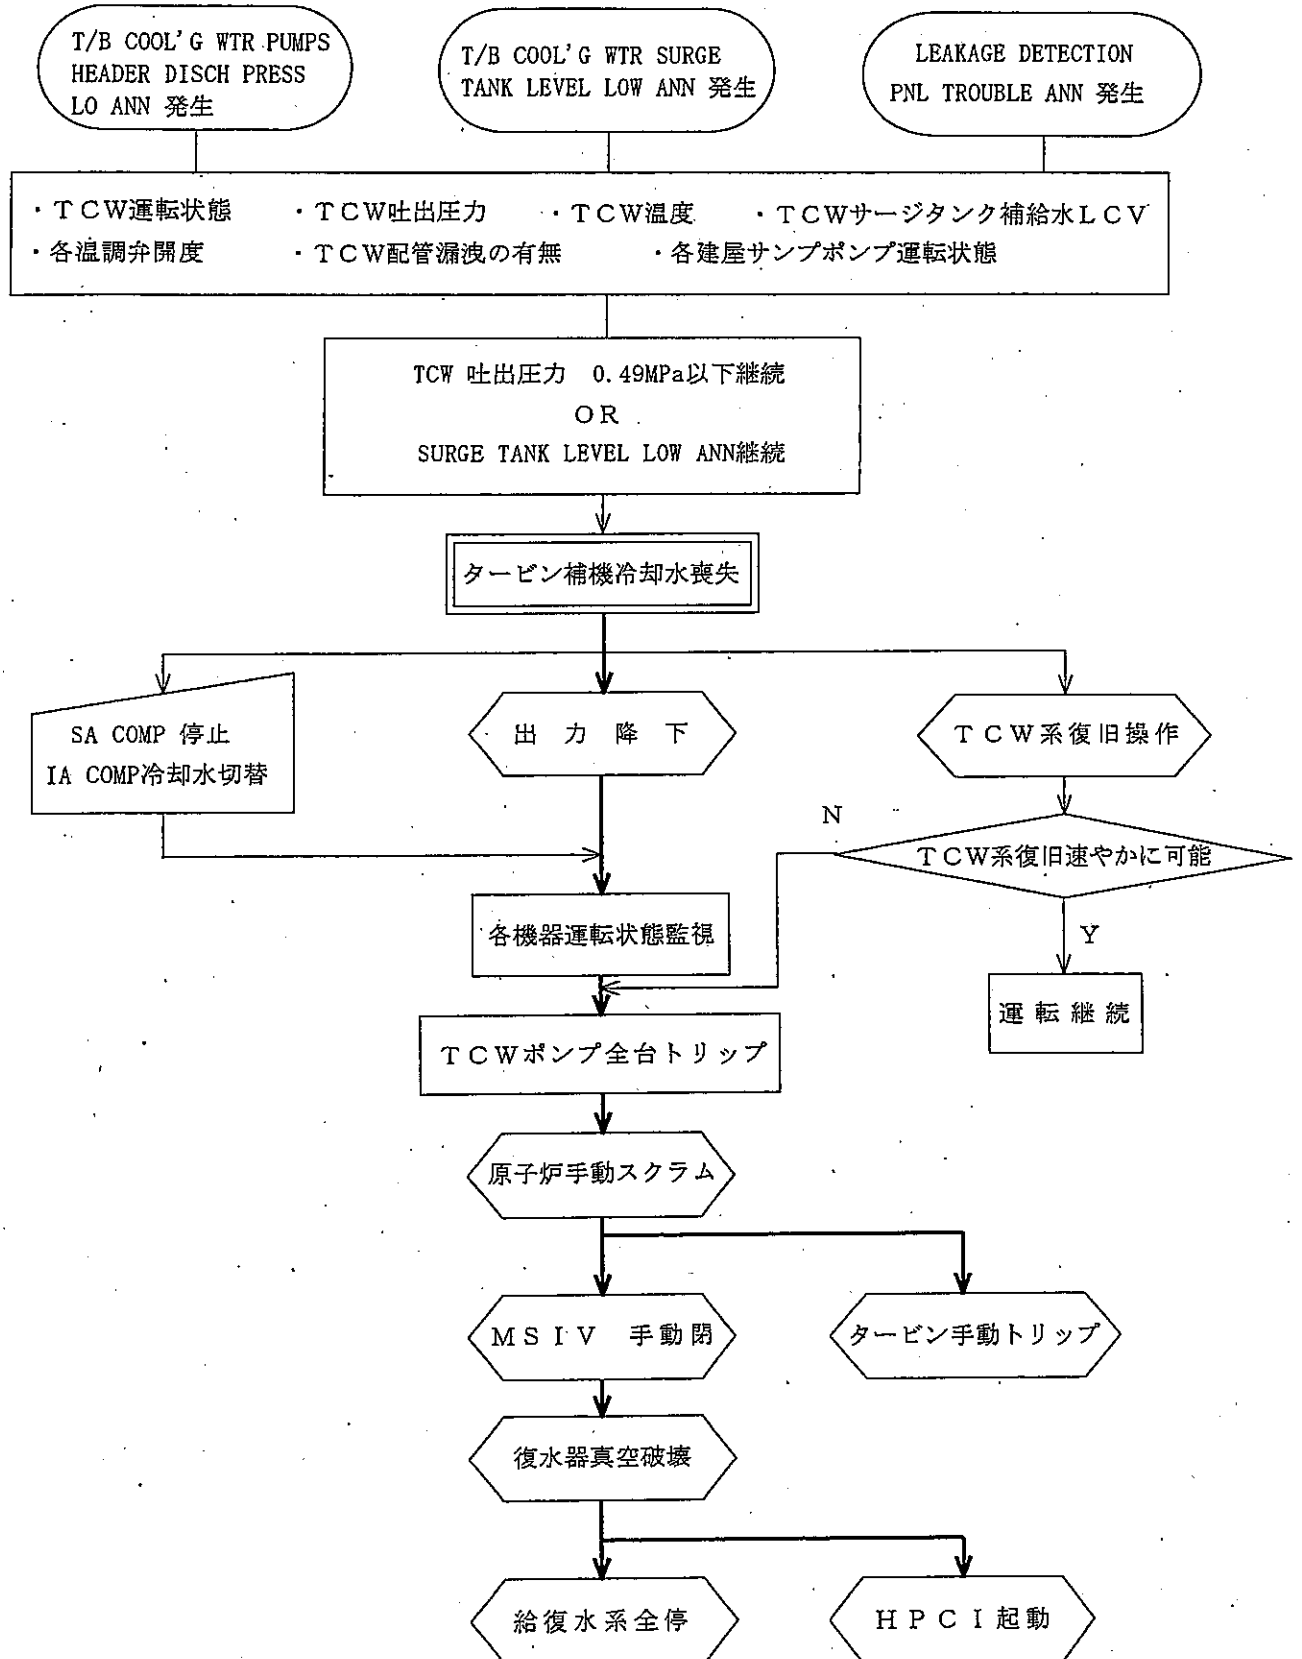 T/B COOL'G WTR PUMPS
HEADER DISCH PRESS
LO ANN 発生
T/B COOL'G WTR SURGE
TANK LEVEL LOW ANN 発生
LEAKAGE DETECTION
PNL TROUBLE ANN 発生
・TCW運転状態 ・TCW吐出圧力 ・TCW温度 ・TCWサージタンク補給水LCV
・各温調弁開度 ・TCW配管漏洩の有無 ・各建屋サンプポンプ運転状態
TCW 吐出圧力 0.49MPa以下継続
OR
SURGE TANK LEVEL LOW ANN継続
タービン補機冷却水喪失
SA COMP 停止
IA COMP冷却水切替
出力降下
TCW系復旧操作
N
TCW系復旧速やかに可能
各機器運転状態監視
Y
運転継続
TCWポンプ全台トリップ
原子炉手動スクラム
MSIV 手動閉
タービン手動トリップ
復水器真空破壊
給復水系全停
HPCI起動